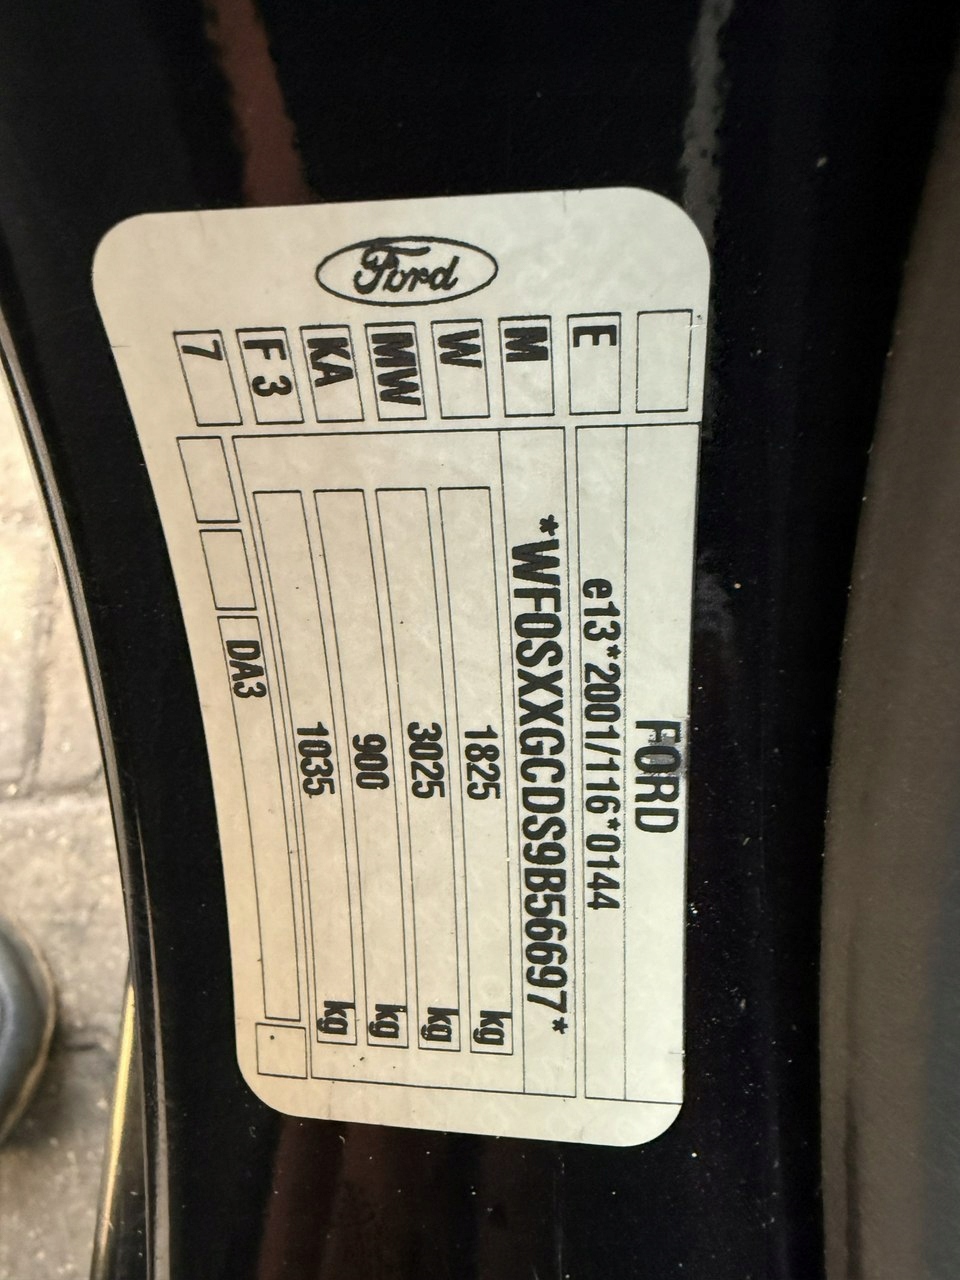 Ford
FORD
E e13*2001/116*0144
M *WF0SXXGCDS9B56697*
W 1825 kg
MW 3025 kg
KA 900 kg
F 3 1035 kg
7 DA3